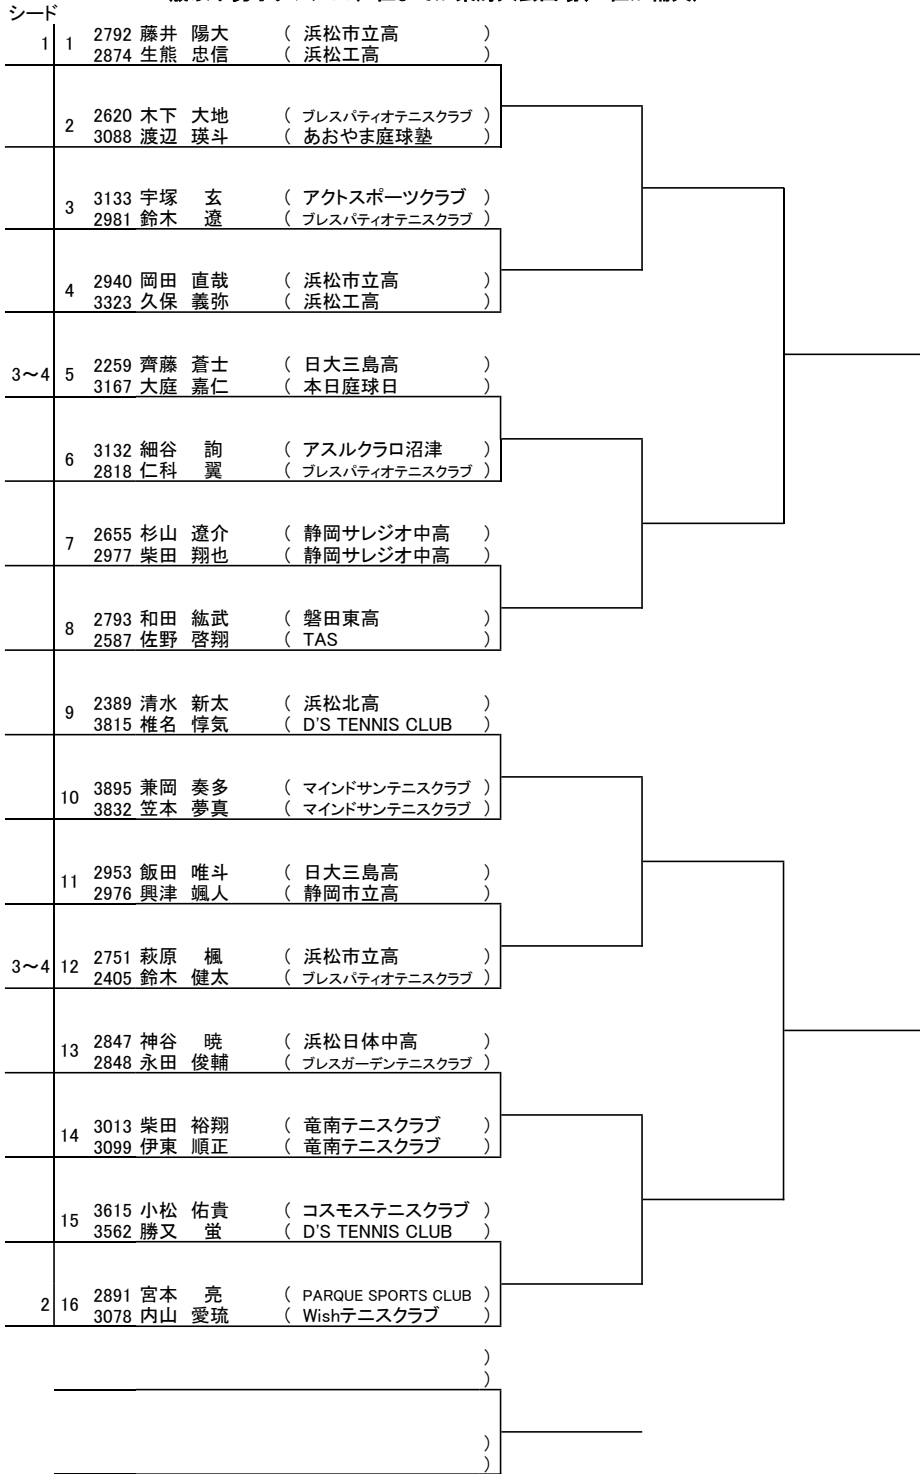 シード
1 1 2792 藤井 陽大 ( 浜松市立高 )
2874 生熊 忠信 ( 浜松工高 )
2 2620 木下 大地 ( ブレスパティオテニスクラブ )
3088 渡辺 瑛斗 ( あおやま庭球塾 )
3 3133 宇塚 玄 ( アクトスポーツクラブ )
2981 鈴木 遼 ( ブレスパティオテニスクラブ )
4 2940 岡田 直哉 ( 浜松市立高 )
3323 久保 義弥 ( 浜松工高 )
3～4 5 2259 齊藤 蒼士 ( 日大三島高 )
3167 大庭 嘉仁 ( 本日庭球日 )
6 3132 細谷 詢 ( アスルクラロ沼津 )
2818 仁科 翼 ( ブレスパティオテニスクラブ )
7 2655 杉山 遼介 ( 静岡サレジオ中高 )
2977 柴田 翔也 ( 静岡サレジオ中高 )
8 2793 和田 紘武 ( 磐田東高 )
2587 佐野 啓翔 ( TAS )
9 2389 清水 新太 ( 浜松北高 )
3815 椎名 惇気 ( D'S TENNIS CLUB )
10 3895 兼岡 奏多 ( マインドサンテニスクラブ )
3832 笠本 夢真 ( マインドサンテニスクラブ )
11 2953 飯田 唯斗 ( 日大三島高 )
2976 興津 颯人 ( 静岡市立高 )
3～4 12 2751 萩原 楓 ( 浜松市立高 )
2405 鈴木 健太 ( ブレスパティオテニスクラブ )
13 2847 神谷 暁 ( 浜松日体中高 )
2848 永田 俊輔 ( ブレスガーデンテニスクラブ )
14 3013 柴田 裕翔 ( 竜南テニスクラブ )
3099 伊東 順正 ( 竜南テニスクラブ )
15 3615 小松 佑貴 ( コスモステニスクラブ )
3562 勝又 蛍 ( D'S TENNIS CLUB )
2 16 2891 宮本 亮 ( PARQUE SPORTS CLUB )
3078 内山 愛琉 ( Wishテニスクラブ )
)
)
)
)